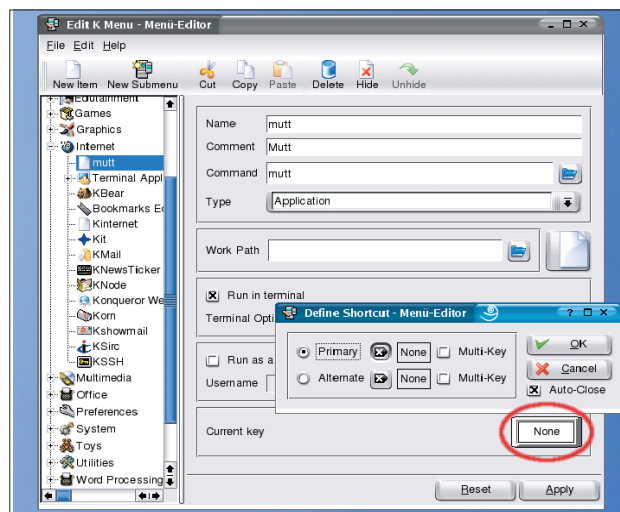 Edit K Menu - Menü-Editor
File Edit Help
New Item New Submenu Cut Copy Paste Delete Hide Unhide
Edutainment
Games
Graphics
Internet
mutt
Terminal Appl
KBear
Bookmarks Ed
Kinternet
Kit
KMail
KNewsTicker
KNode
Konqueror We
Korn
Kshowmail
KSirc
KSSH
Multimedia
Office
Preferences
System
Toys
Utilities
Word Processing
Name mutt
Comment Mutt
Command mutt
Type Application
Work Path
Run in terminal
Terminal Opti
Run as a
Username
Current key None
Reset Apply
Define Shortcut - Menü-Editor
Primary None Multi-Key
Alternate None Multi-Key
OK
Cancel
Auto-Close